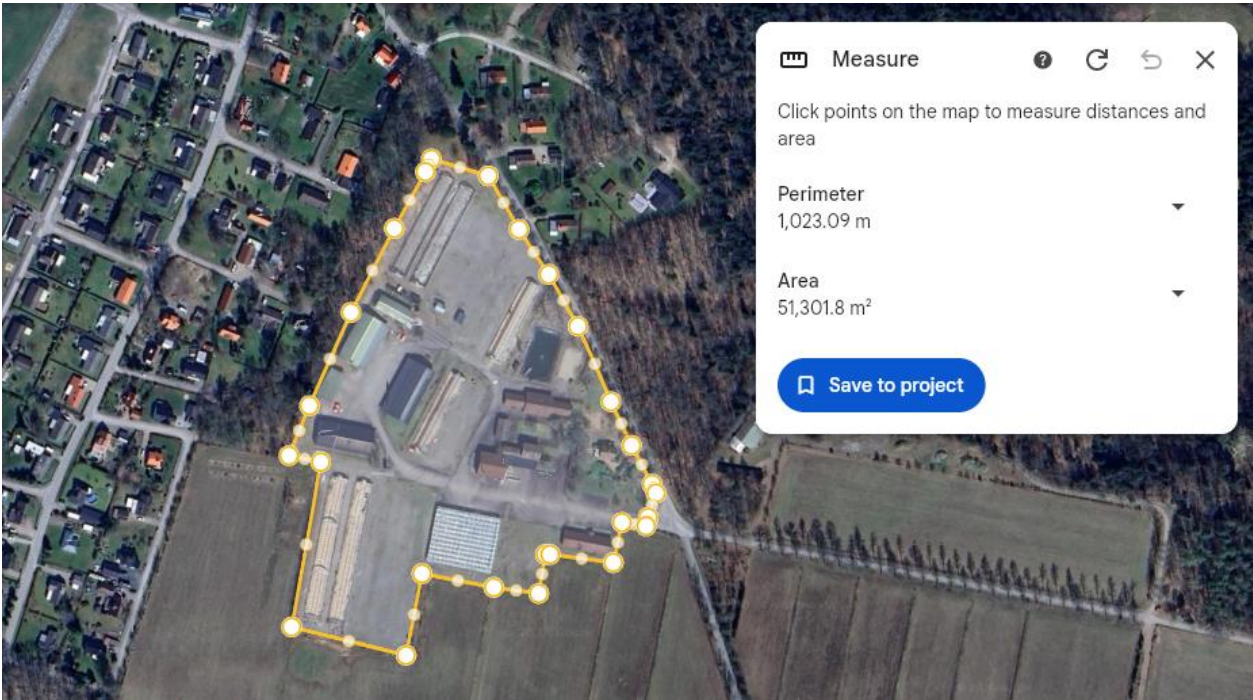 Measure
Click points on the map to measure distances and
area
Perimeter
1,023.09 m
Area
51,301.8 m²
Save to project